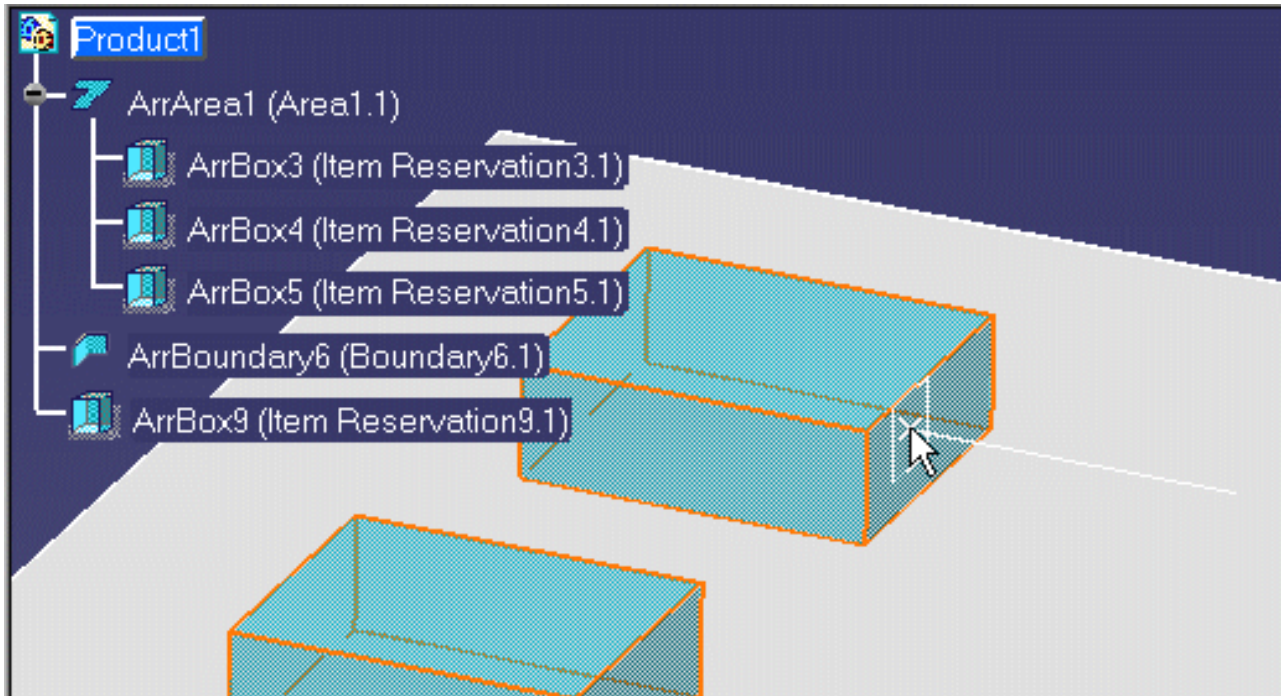 Product1
ArrArea1 (Area1.1)
ArrBox3 (Item Reservation3.1)
ArrBox4 (Item Reservation4.1)
ArrBox5 (Item Reservation5.1)
ArrBoundary6 (Boundary6.1)
ArrBox9 (Item Reservation9.1)